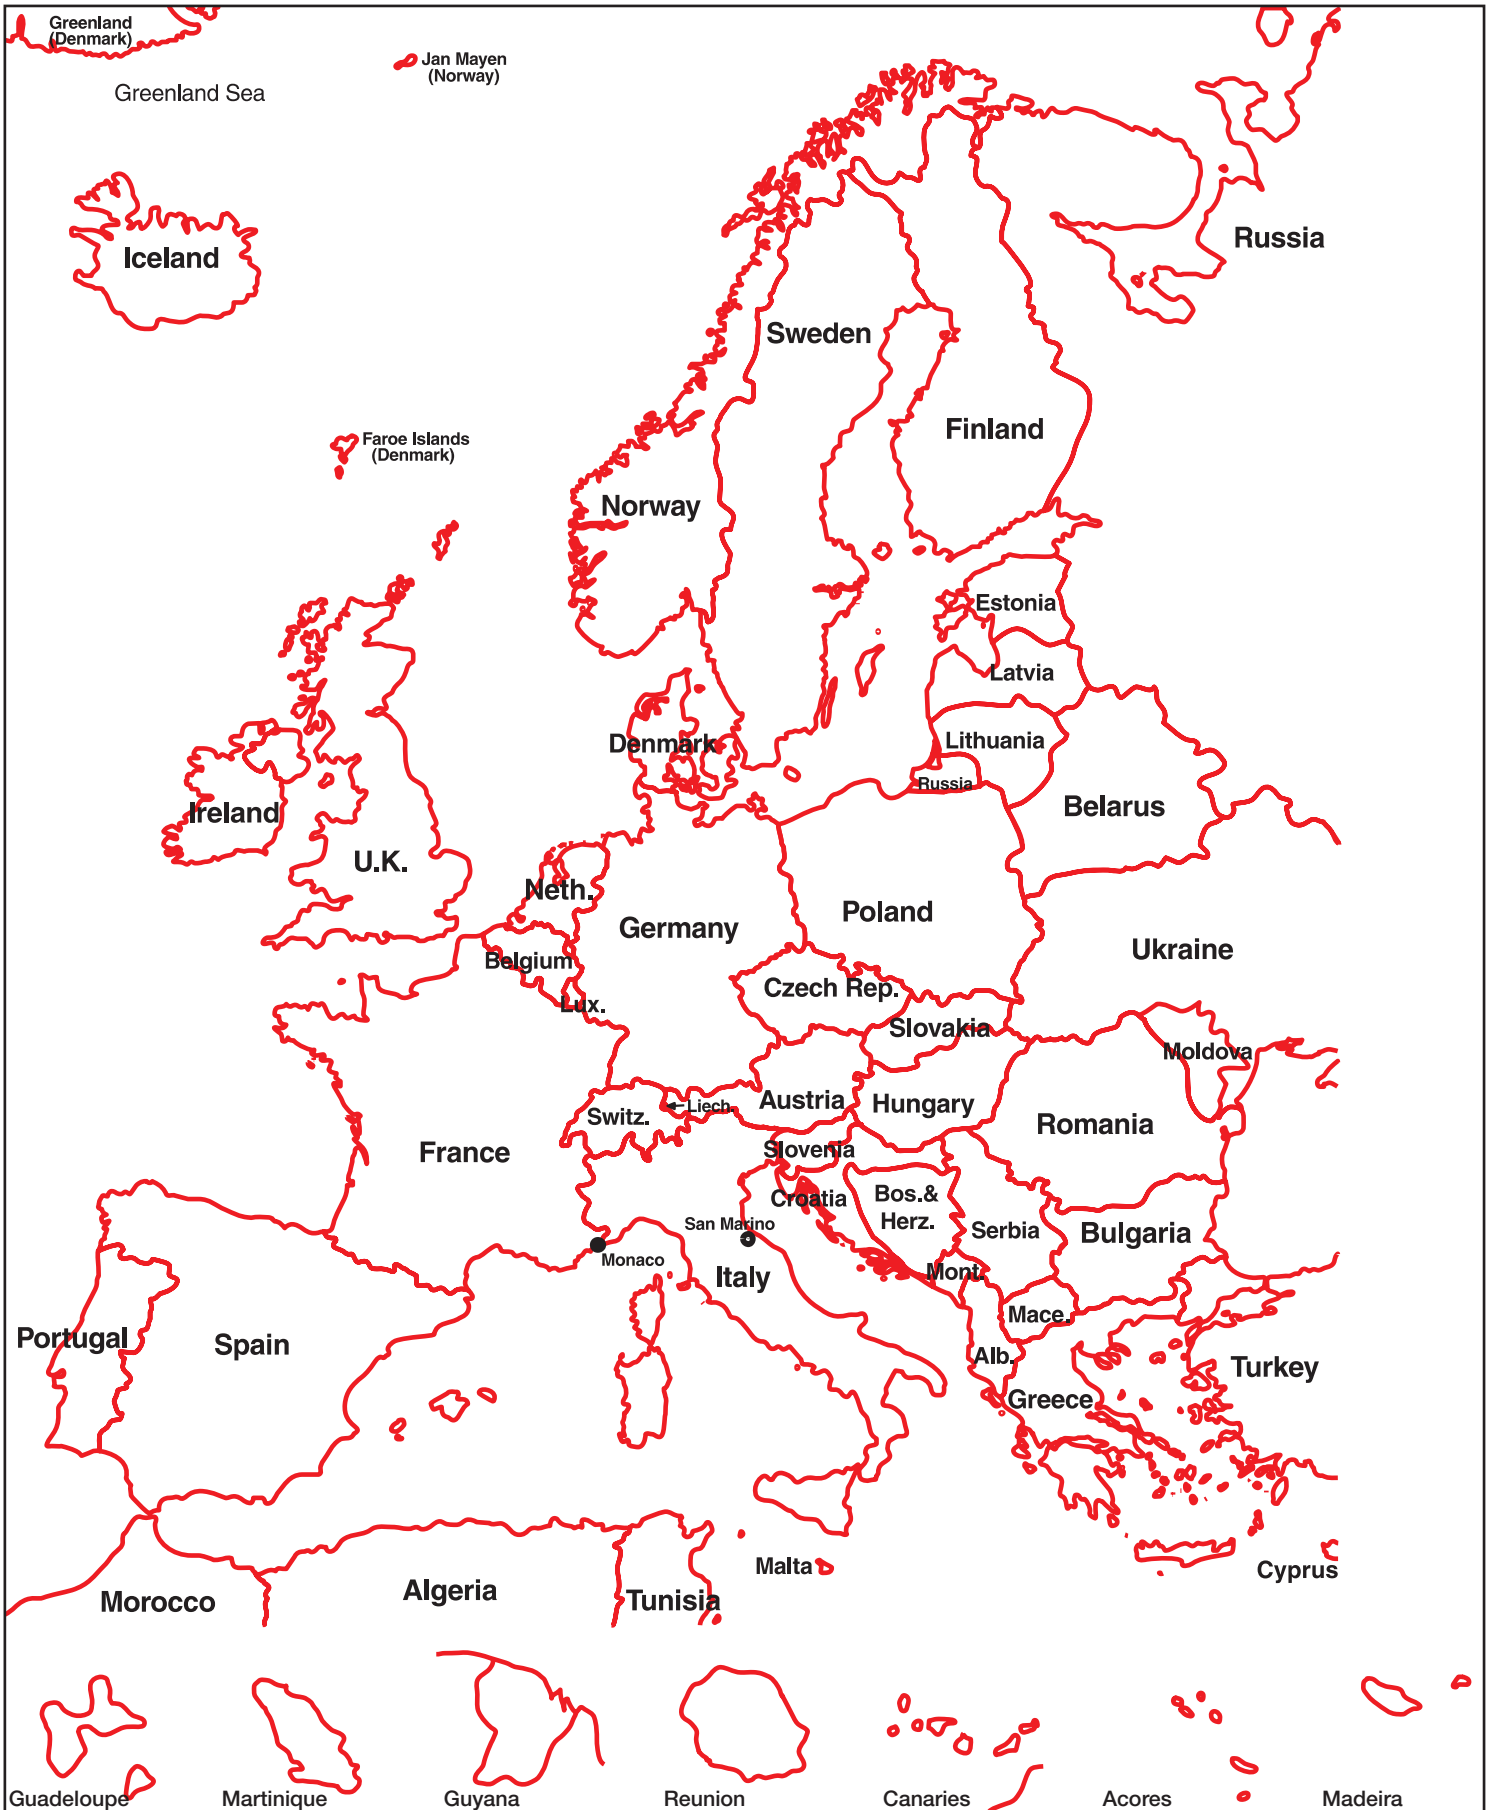 Greenland
(Denmark)
Jan Mayen
(Norway)
Greenland Sea
Iceland
Russia
Sweden
Faroe Islands
(Denmark)
Finland
Norway
Estonia
Latvia
Denmark
Lithuania
Russia
Ireland
Belarus
U.K.
Neth.
Poland
Germany
Ukraine
Belgium
Czech Rep.
Lux.
Slovakia
Moldova
Austria
Liech.
Hungary
Switz.
Romania
France
Slovenia
Croatia
Bos.&
Herz.
San Marino
Serbia
Bulgaria
Monaco
Mont.
Italy
Mace.
Portugal
Spain
Alb.
Turkey
Greece
Malta
Cyprus
Algeria
Morocco
Tunisia
Guadeloupe
Martinique
Guyana
Reunion
Canaries
Acores
Madeira